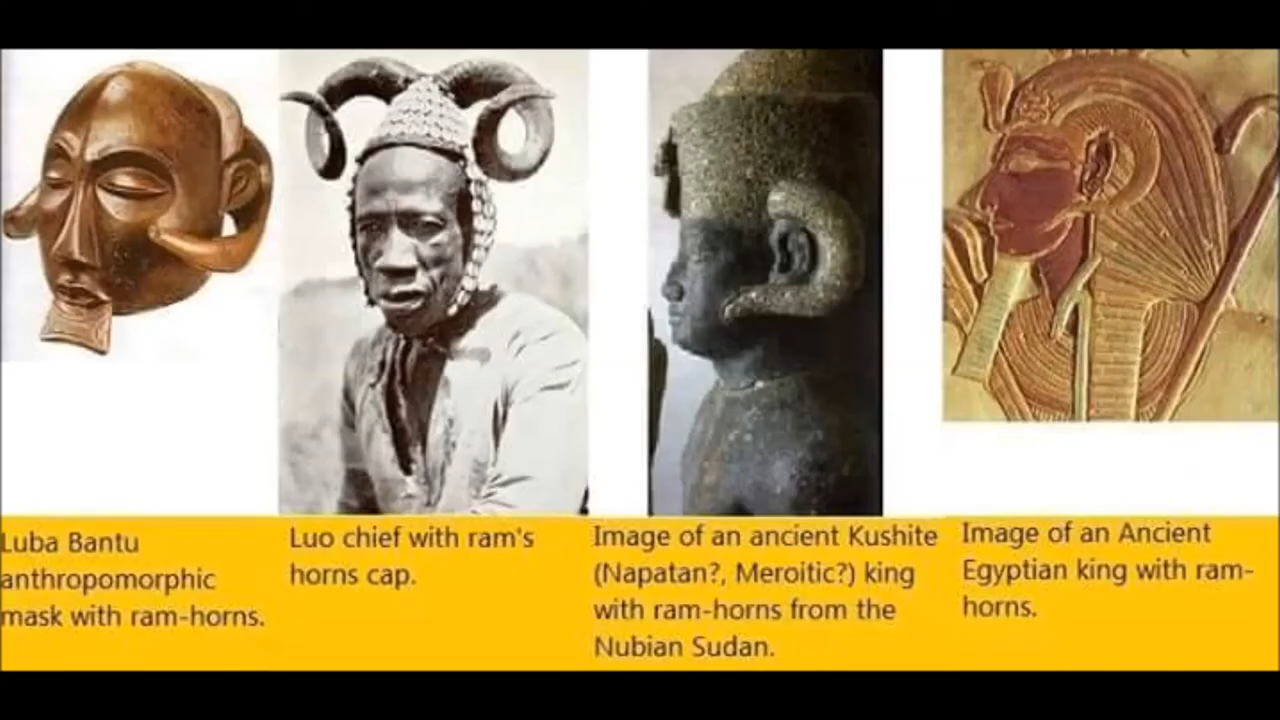 Luba Bantu
anthropomorphic
mask with ram-horns.
Luo chief with ram's
horns cap.
Image of an ancient Kushite
(Napatan?, Meroitic?) king
with ram-horns from the
Nubian Sudan.
Image of an Ancient
Egyptian king with ram-
horns.